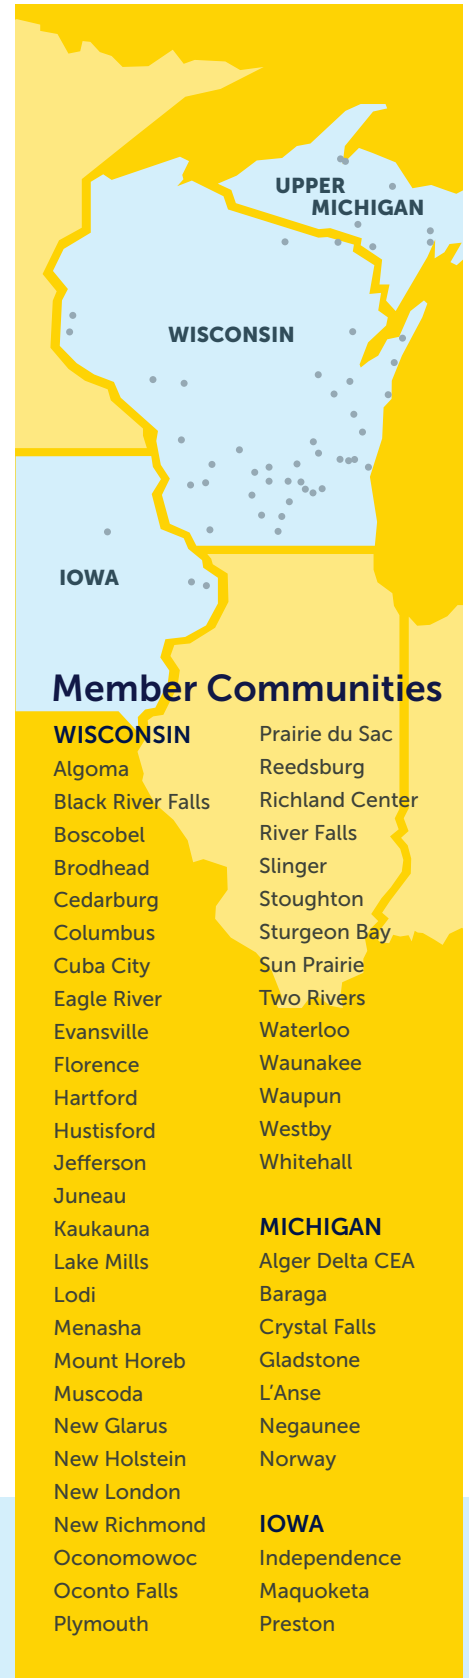 UPPER
MICHIGAN
WISCONSIN
IOWA
Member Communities
WISCONSIN
Algoma
Black River Falls
Boscobel
Brodhead
Cedarburg
Columbus
Cuba City
Eagle River
Evansville
Florence
Hartford
Hustisford
Jefferson
Juneau
Kaukauna
Lake Mills
Lodi
Menasha
Mount Horeb
Muscoda
New Glarus
New Holstein
New London
New Richmond
Oconomowoc
Oconto Falls
Plymouth
Prairie du Sac
Reedsburg
Richland Center
River Falls
Slinger
Stoughton
Sturgeon Bay
Sun Prairie
Two Rivers
Waterloo
Waunakee
Waupun
Westby
Whitehall
MICHIGAN
Alger Delta CEA
Baraga
Crystal Falls
Gladstone
L’Anse
Negaunee
Norway
IOWA
Independence
Maquoketa
Preston